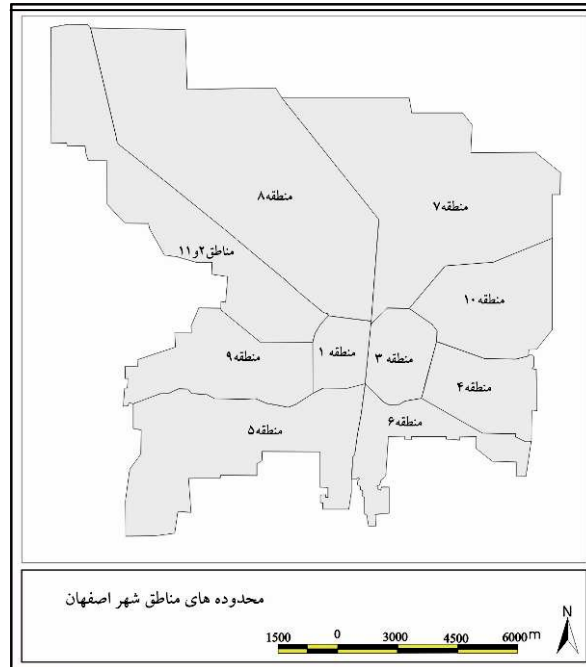 منطقه۸
منطقه۷
مناطق۲و۱۱
منطقه۱۰
منطقه ۱
منطقه ۳
منطقه۹
منطقه۴
منطقه۶
منطقه۵
محدوده های مناطق شهر اصفهان
N
1500 0 3000 4500 6000 m